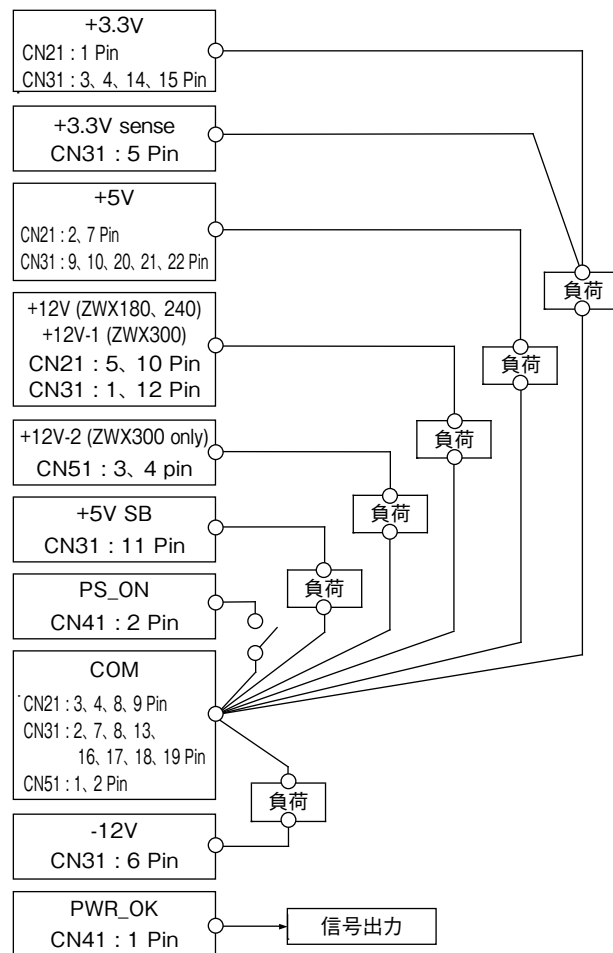 +3.3V
CN21 : 1 Pin
CN31 : 3、4、14、15 Pin
+3.3V sense
CN31 : 5 Pin
+5V
CN21 : 2、7 Pin
CN31 : 9、10、20、21、22 Pin
負荷
+12V (ZWX180、240)
+12V-1 (ZWX300)
CN21 : 5、10 Pin
CN31 : 1、12 Pin
負荷
+12V-2 (ZWX300 only)
CN51 : 3、4 pin
負荷
+5V SB
CN31 : 11 Pin
負荷
PS_ON
CN41 : 2 Pin
負荷
COM
CN21 : 3、4、8、9 Pin
CN31 : 2、7、8、13、
16、17、18、19 Pin
CN51 : 1、2 Pin
負荷
-12V
CN31 : 6 Pin
PWR_OK
CN41 : 1 Pin
信号出力